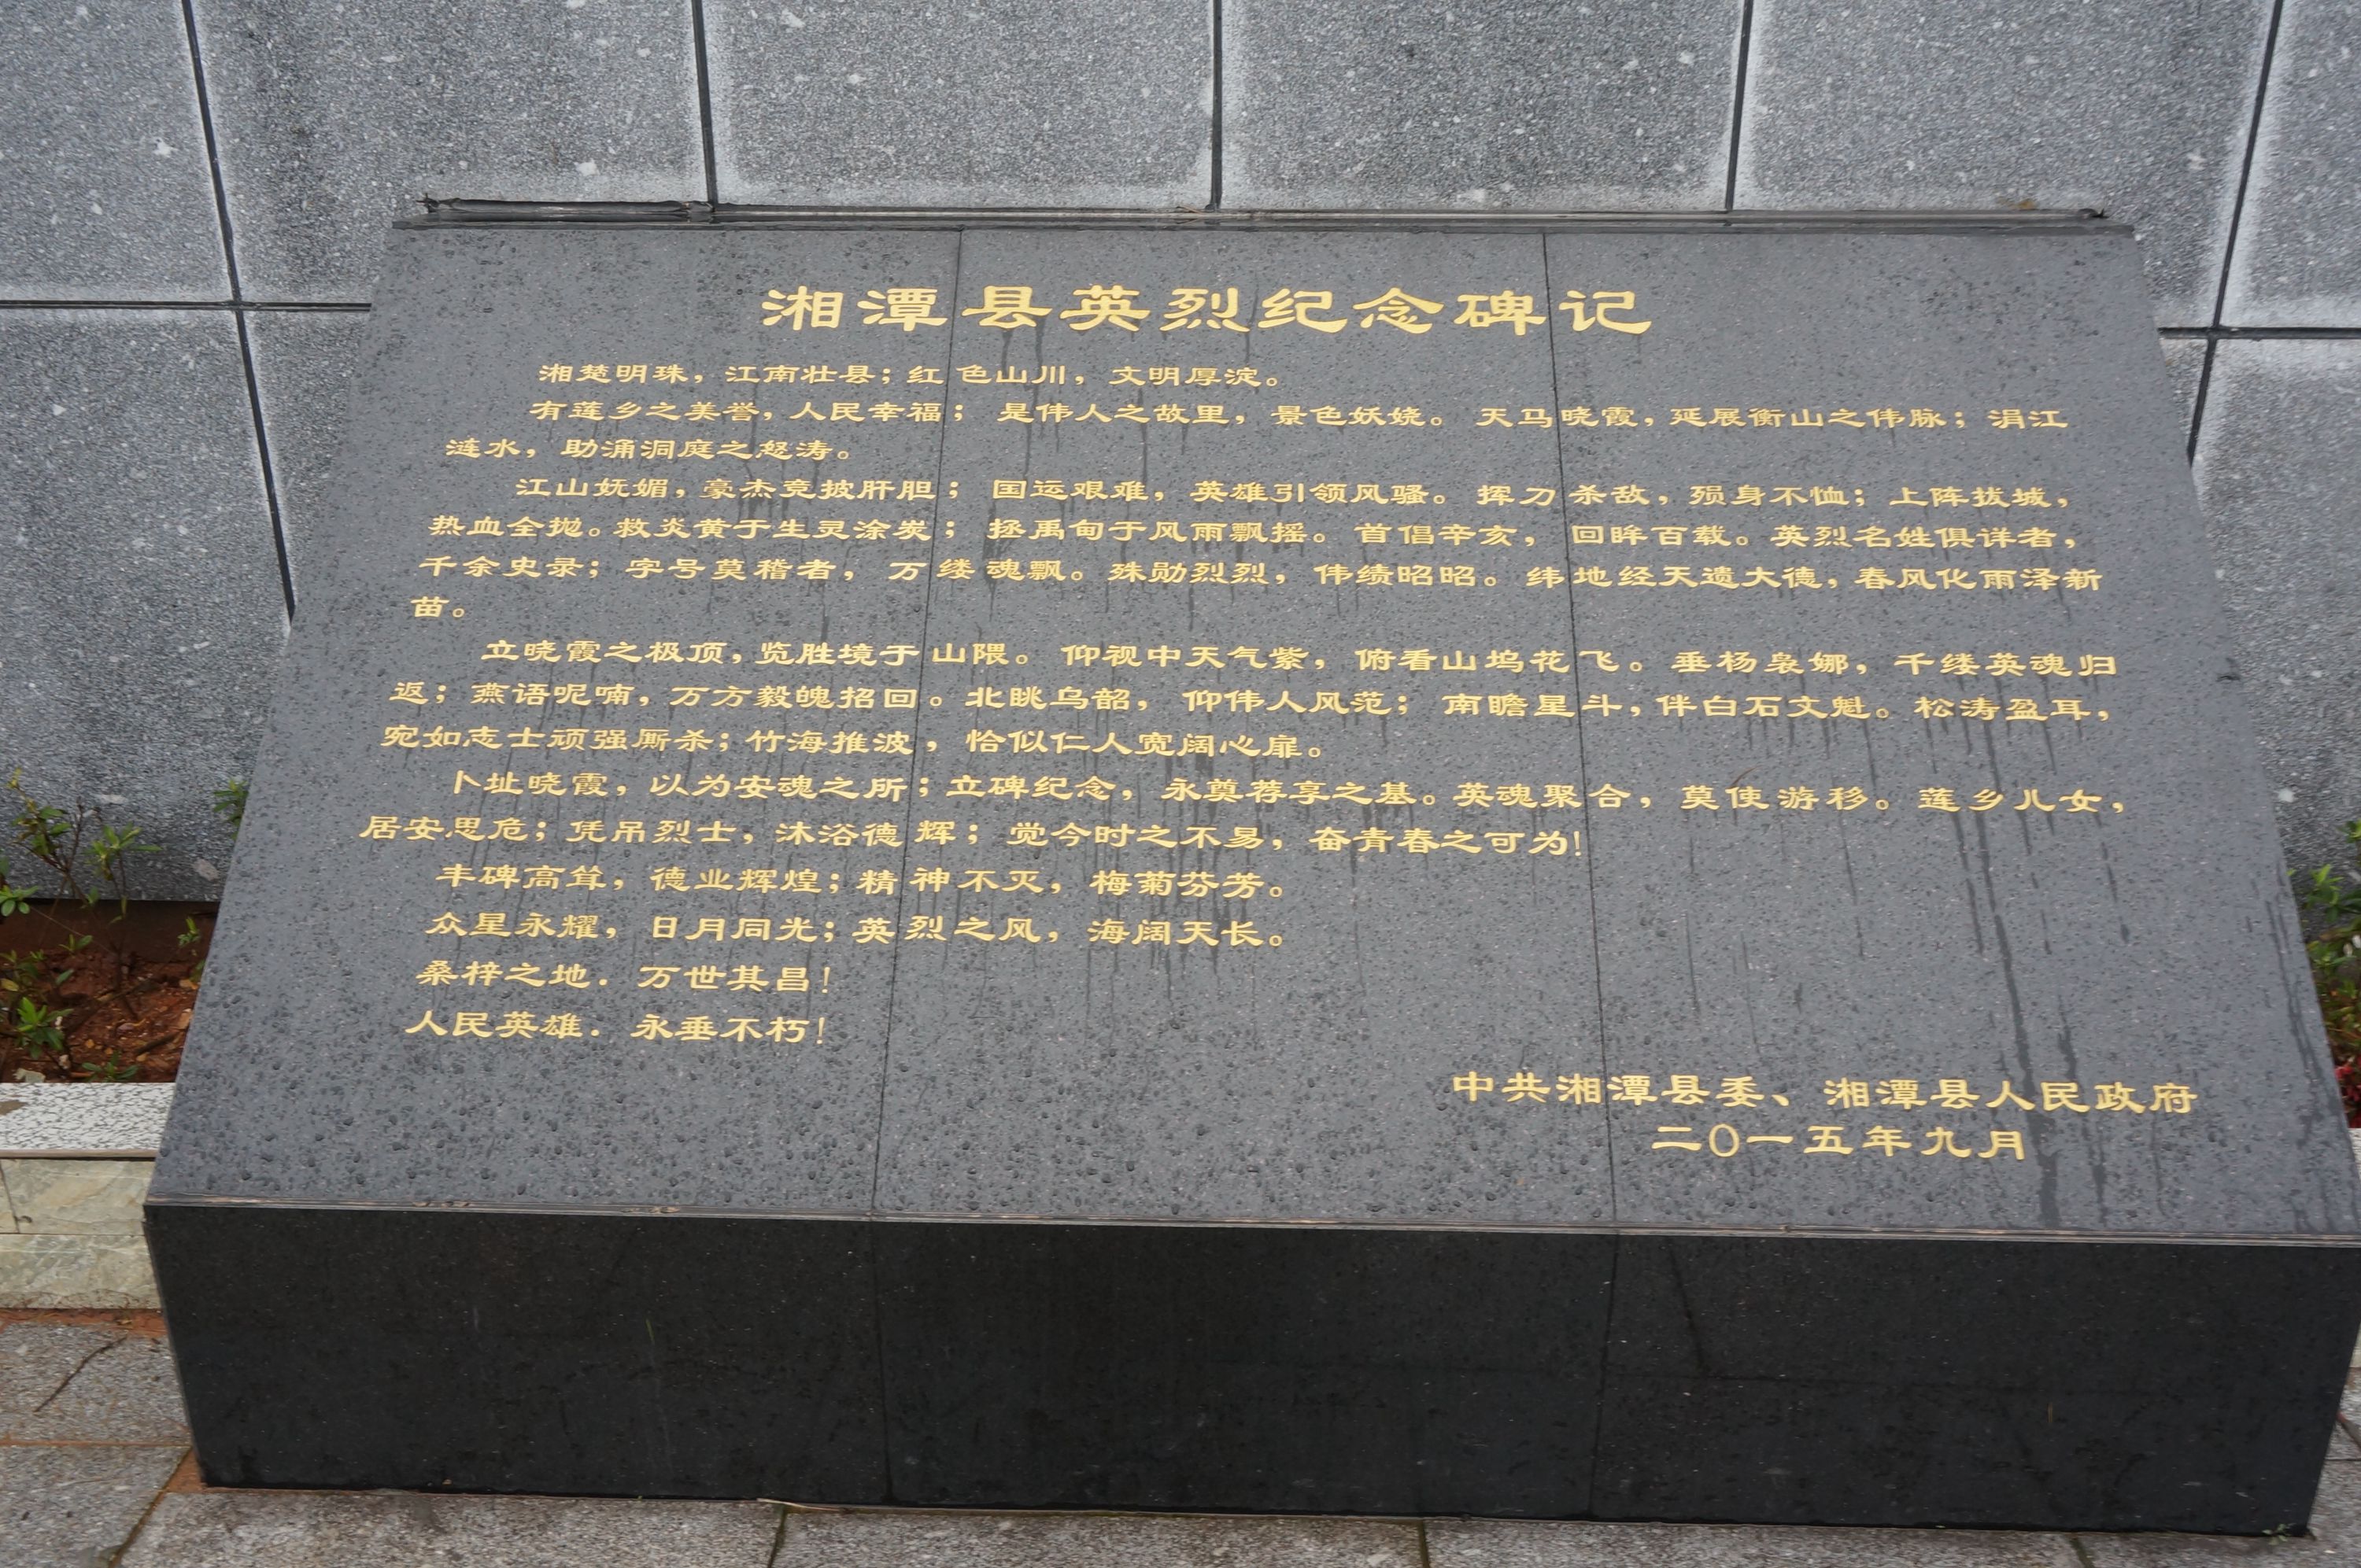 湘潭县英烈纪念碑记
湘楚明珠，江南壮县；红色山川，文明厚淀。
有莲乡之美誉，人民幸福；是伟人之故里，景色妖娆。天马晓霞，延展衡山之伟脉；涓江
涟水，助涌洞庭之怒涛。
江山妩媚，豪杰竞披肝胆；国运艰难，英雄引领风骚。挥刀杀敌，殒身不恤；上阵拔城，
热血全抛。救炎黄于生灵涂炭；拯禹甸于风雨飘摇。首倡辛亥，回眸百载。英烈名姓俱详者，
千余史录；字号莫稽者，万缕魂飘。殊勋烈烈，伟绩昭昭。纬地经天遗大德，春风化雨泽新
苗。
立晓霞之极顶，览胜境于山隈。仰视中天气紫，俯看山坞花飞。垂杨袅娜，千缕英魂归
返；燕语呢喃，万方毅魄招回。北眺乌韶，仰伟人风范；南瞻星斗，伴白石文魁。松涛盈耳，
宛如志士顽强厮杀；竹海推波，恰似仁人宽阔心扉。
卜址晓霞，以为安魂之所；立碑纪念，永奠荐享之基。英魂聚合，莫使游移。莲乡儿女，
居安思危；凭吊烈士，沐浴德辉；觉今时之不易，奋青春之可为！
丰碑高耸，德业辉煌；精神不灭，梅菊芬芳。
众星永耀，日月同光；英烈之风，海阔天长。
桑梓之地．万世其昌！
人民英雄．永垂不朽！
中共湘潭县委、湘潭县人民政府
二〇一五年九月